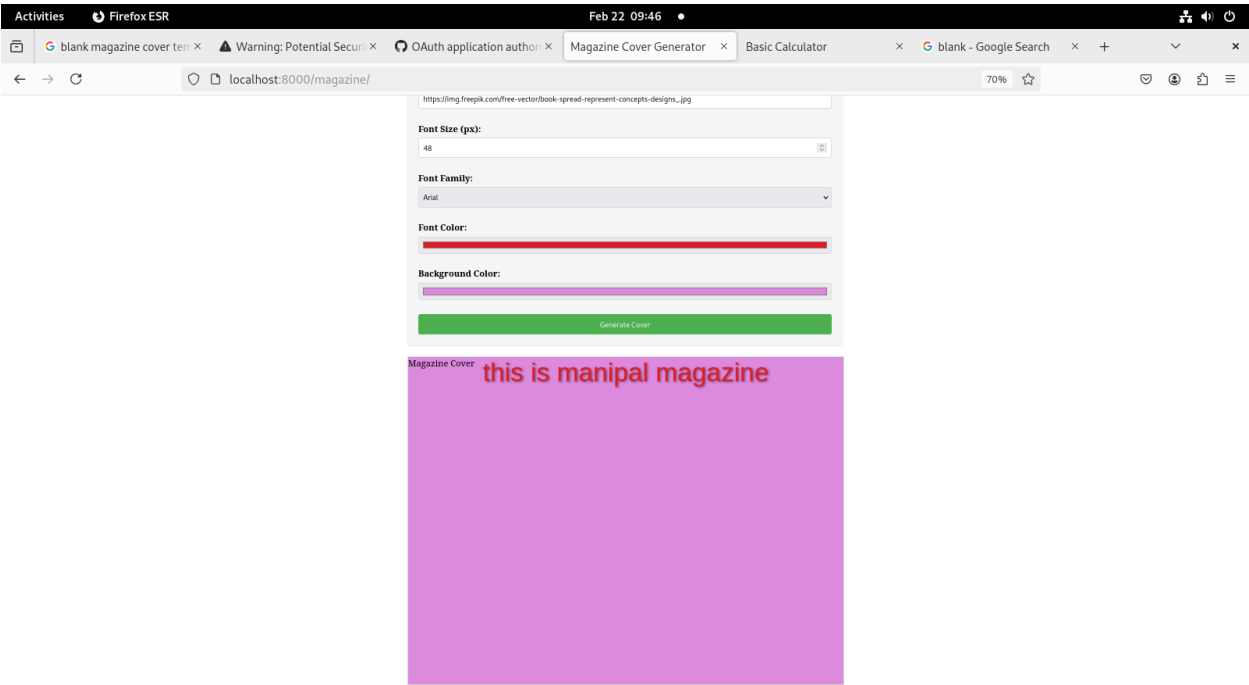 Activities Firefox ESR Feb 22 09:46
blank magazine cover tem Warning: Potential Securi OAuth application authori Magazine Cover Generator Basic Calculator blank - Google Search
localhost:8000/magazine/ 70%
https://img.freepik.com/free-vector/book-spread-represent-concepts-designs_.jpg
Font Size (px):
48
Font Family:
Arial
Font Color:
Background Color:
Generate Cover
Magazine Cover
this is manipal magazine